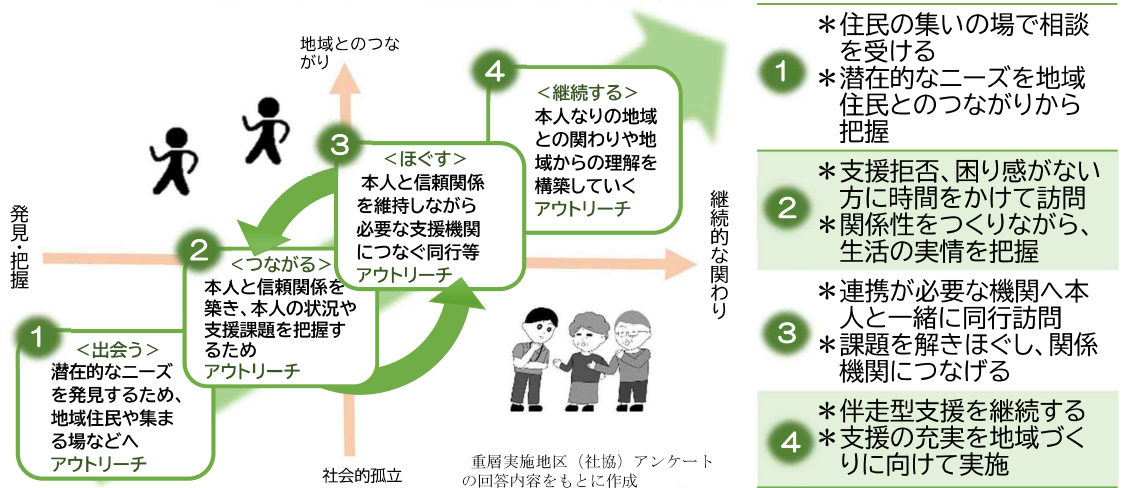 地域とのつな
がり
発見・把握
継続的な関わり
社会的孤立
1
＜出会う＞
潜在的なニーズ
を発見するため、
地域住民や集ま
る場などへ
アウトリーチ
2
＜つながる＞
本人と信頼関係を
築き、本人の状況や
支援課題を把握す
るため
アウトリーチ
3
＜ほぐす＞
本人と信頼関係
を維持しながら
必要な支援機関
につなぐ同行等
アウトリーチ
4
＜継続する＞
本人なりの地域
との関わりや地
域からの理解を
構築していく
アウトリーチ
重層実施地区（社協）アンケート
の回答内容をもとに作成
1
＊住民の集いの場で相談
を受ける
＊潜在的なニーズを地域
住民とのつながりから
把握
2
＊支援拒否、困り感がない
方に時間をかけて訪問
＊関係性をつくりながら、
生活の実情を把握
3
＊連携が必要な機関へ本
人と一緒に同行訪問
＊課題を解きほぐし、関係
機関につなげる
4
＊伴走型支援を継続する
＊支援の充実を地域づく
りに向けて実施